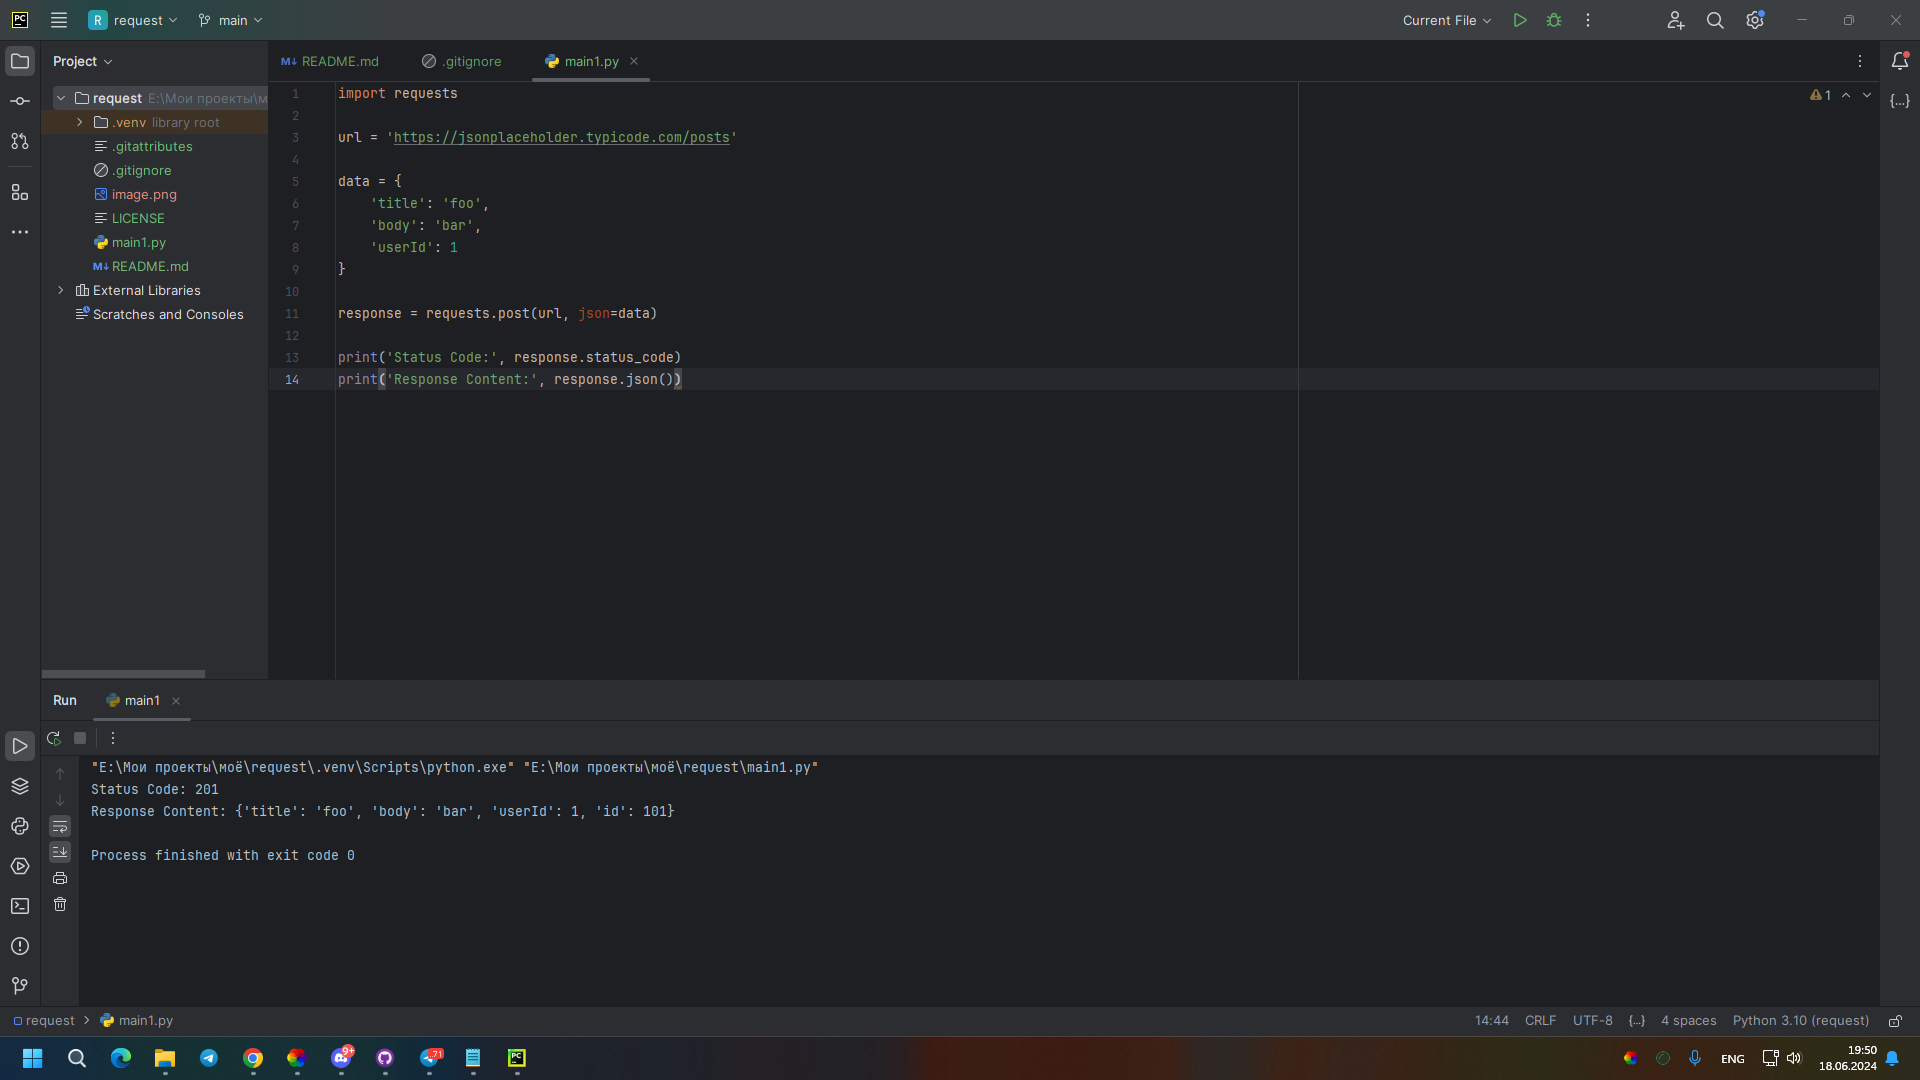 PC
R request main
Current File
Project
README.md
.gitignore
main1.py
request E:\Мои проекты\м
.venv library root
.gitattributes
.gitignore
image.png
LICENSE
main1.py
README.md
External Libraries
Scratches and Consoles
1
1 import requests
2
3 url = 'https://jsonplaceholder.typicode.com/posts'
4
5 data = {
6 'title': 'foo',
7 'body': 'bar',
8 'userId': 1
9 }
10
11 response = requests.post(url, json=data)
12
13 print('Status Code:', response.status_code)
14 print('Response Content:', response.json())
Run main1
"E:\Мои проекты\моё\request\.venv\Scripts\python.exe" "E:\Мои проекты\моё\request\main1.py"
Status Code: 201
Response Content: {'title': 'foo', 'body': 'bar', 'userId': 1, 'id': 101}
Process finished with exit code 0
request > main1.py
14:44 CRLF UTF-8 {...} 4 spaces Python 3.10 (request)
9+
71
PC
ENG
19:50
18.06.2024